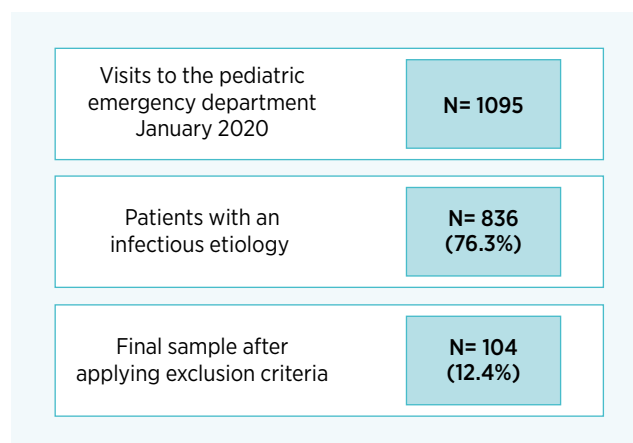 Visits to the pediatric
emergency department
January 2020
N= 1095
Patients with an
infectious etiology
N= 836
(76.3%)
Final sample after
applying exclusion criteria
N= 104
(12.4%)